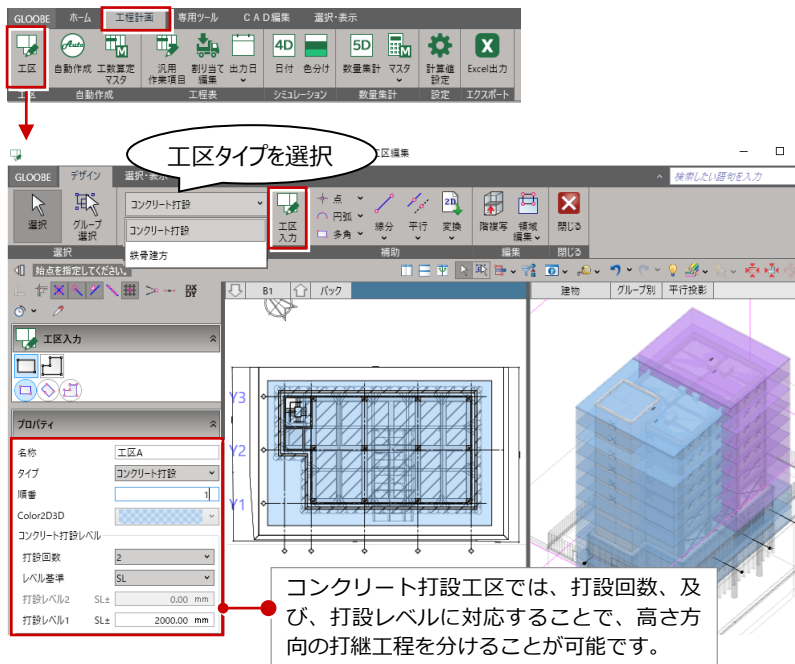 GLOOBE ホーム 工程計画 専用ツール CAD編集 選択・表示
工区 自動作成 工数算定 マスタ 汎用 作業項目 割り当て 編集 出力日 日付 色分け 数量集計 マスタ 計算値 設定 Excel出力
工区 自動作成 工程表 シミュレーション 数量集計 設定 エクスポート
工区タイプを選択
工区編集
GLOOBE デザイン 選択・表示 検索したい語句を入力
選択 グループ 選択 コンクリート打設 工区 入力 点 円弧 多角 線分 平行 変換 階複写 領域 編集 閉じる
コンクリート打設
鉄骨建方
選択 補助 編集 閉じる
始点を指定してください。
B1 パック 建物 グループ別 平行投影
工区入力
プロパティ
名称 工区A
タイプ コンクリート打設
順番 1
Color2D3D
コンクリート打設レベル
打設回数 2
レベル基準 SL
打設レベル2 SL± 0.00 mm
打設レベル1 SL± 2000.00 mm
Y3
Y2
Y1
コンクリート打設工区では、打設回数、及
び、打設レベルに対応することで、高さ方
向の打継工程を分けることが可能です。